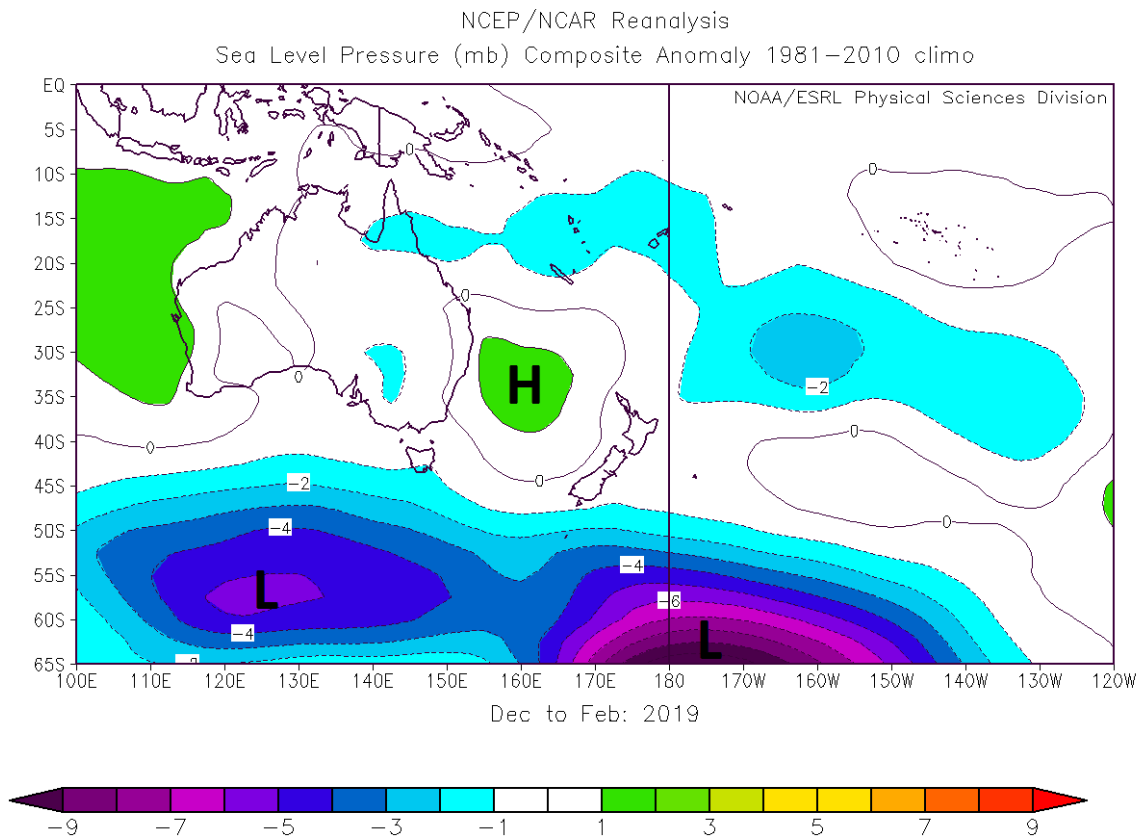 NCEP/NCAR Reanalysis
Sea Level Pressure (mb) Composite Anomaly 1981-2010 climo
NOAA/ESRL Physical Sciences Division
EQ
5S
10S
15S
20S
25S
30S
35S
40S
45S
50S
55S
60S
65S
0
0
0
0
H
-2
0
0
0
0
-2
0
-4
-4
L
-6
-4
L
100E 110E 120E 130E 140E 150E 160E 170E 180 170W 160W 150W 140W 130W 120W
Dec to Feb: 2019
-9 -7 -5 -3 -1 1 3 5 7 9